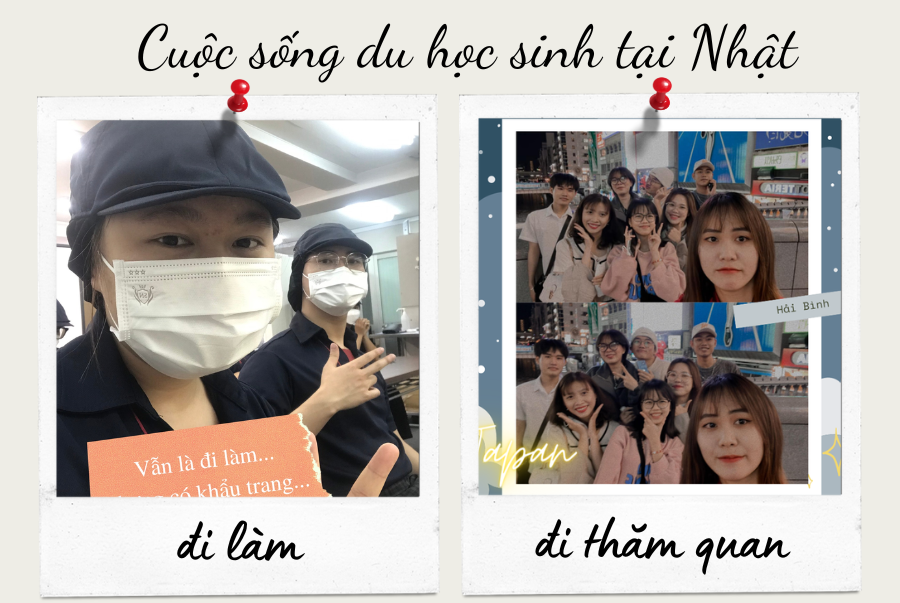 Cuộc sống du học sinh tại Nhật
Vẫn là đi làm...
có khẩu trang...
đi làm
OTTERIA
Hải Bình
Japan
đi thăm quan